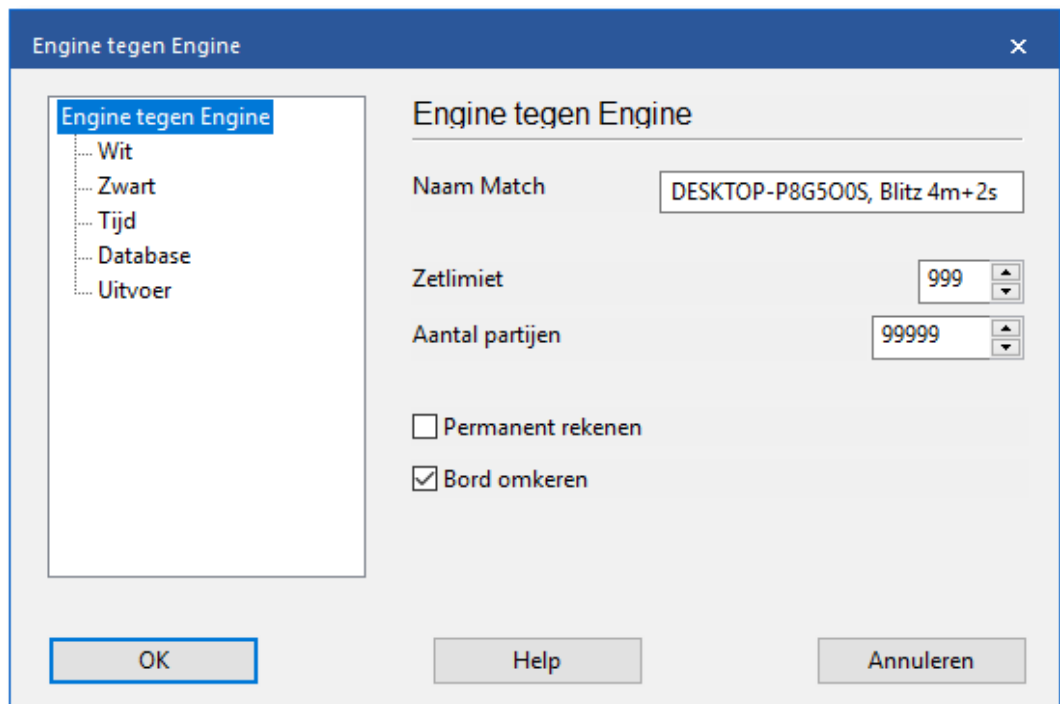 Engine tegen Engine
Engine tegen Engine
Wit
Zwart
Tijd
Database
Uitvoer
Engine tegen Engine
Naam Match
DESKTOP-P8G5O0S, Blitz 4m+2s
Zetlimiet
999
Aantal partijen
99999
Permanent rekenen
Bord omkeren
OK
Help
Annuleren